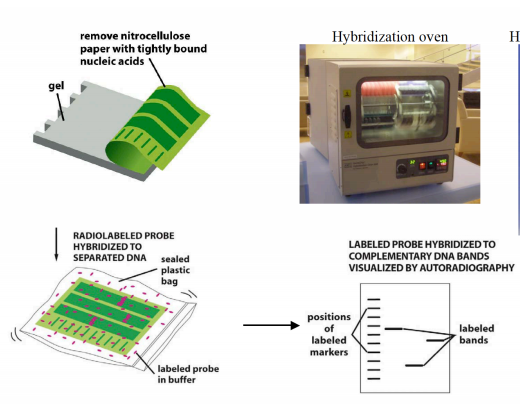 remove nitrocellulose
paper with tightly bound
nucleic acids
gel
Hybridization oven
H
RADIOLABELED PROBE
HYBRIDIZED TO
SEPARATED DNA
sealed
plastic
bag
labeled probe
in buffer
LABELED PROBE HYBRIDIZED TO
COMPLEMENTARY DNA BANDS
VISUALIZED BY AUTORADIOGRAPHY
positions
of
labeled
markers
labeled
bands